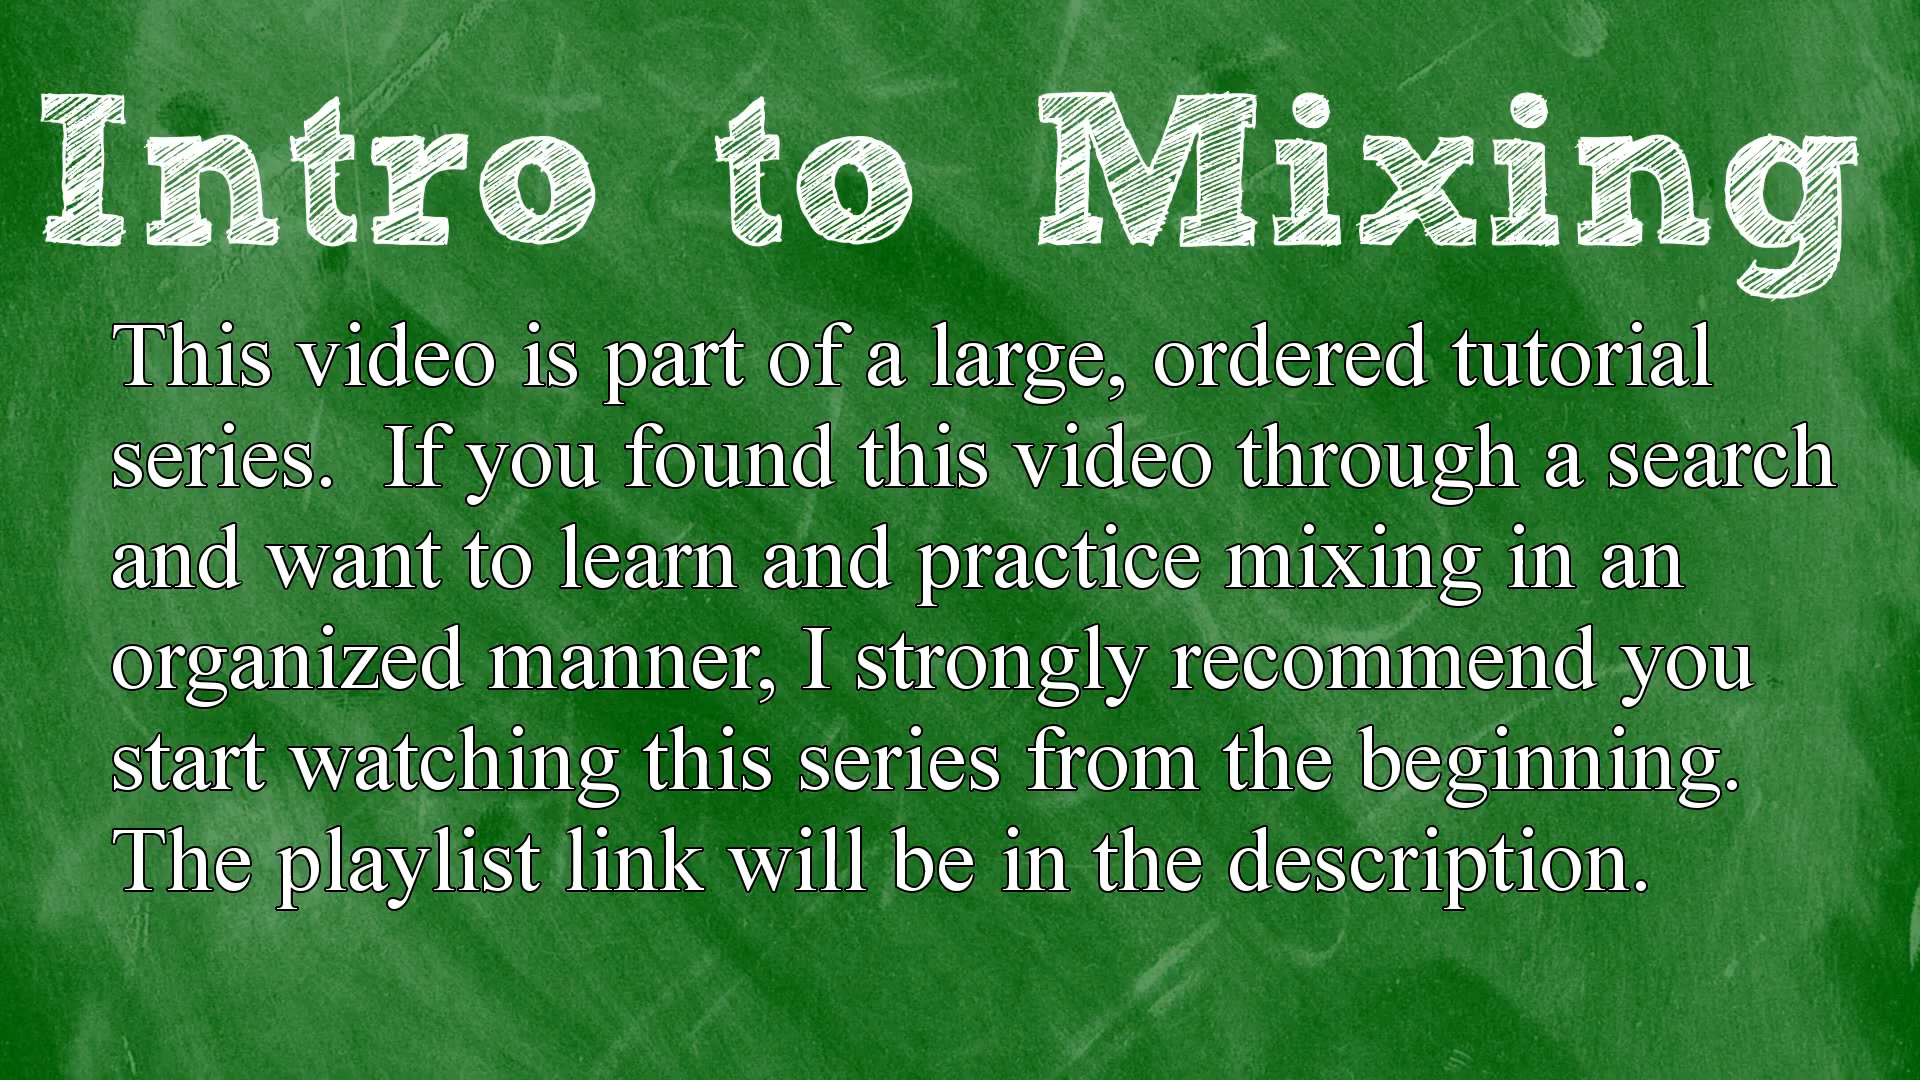 Intro to Mixing
This video is part of a large, ordered tutorial
series.  If you found this video through a search
and want to learn and practice mixing in an
organized manner, I strongly recommend you
start watching this series from the beginning.
The playlist link will be in the description.